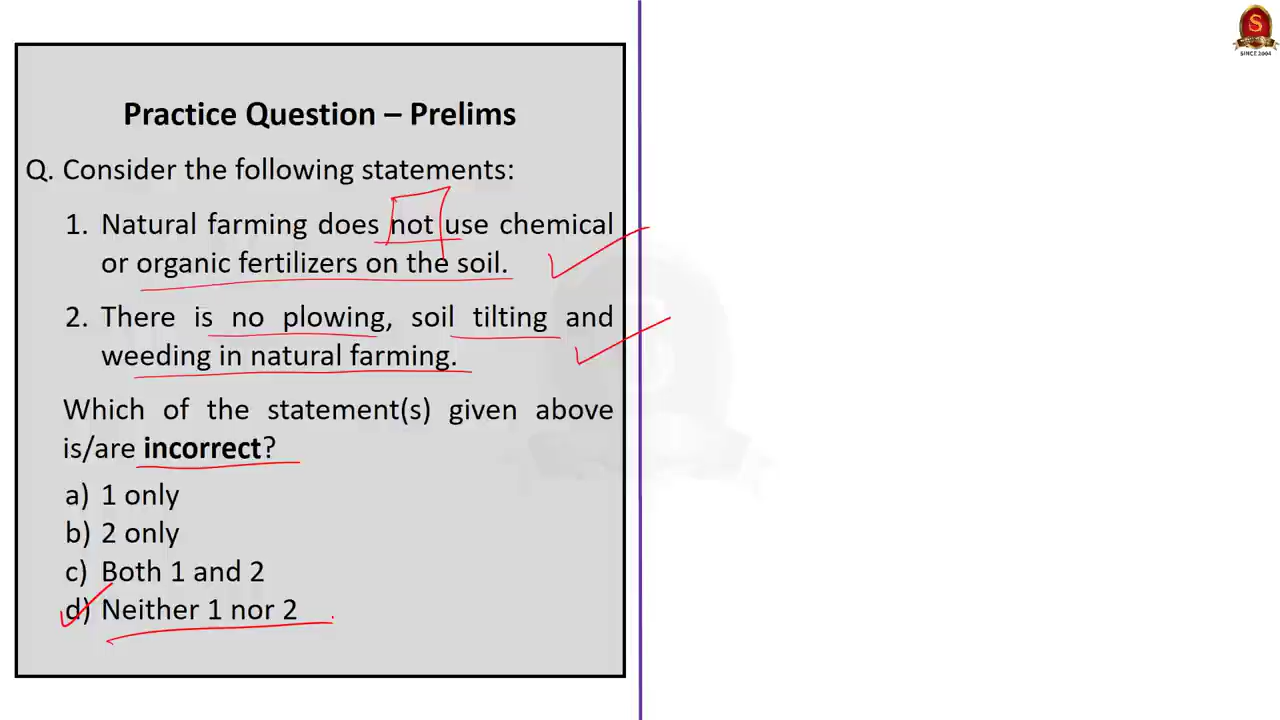 S
SINCE 2004
Practice Question – Prelims
Q. Consider the following statements:
1. Natural farming does not use chemical
or organic fertilizers on the soil.
2. There is no plowing, soil tilting and
weeding in natural farming.
Which of the statement(s) given above
is/are incorrect?
a) 1 only
b) 2 only
c) Both 1 and 2
d) Neither 1 nor 2